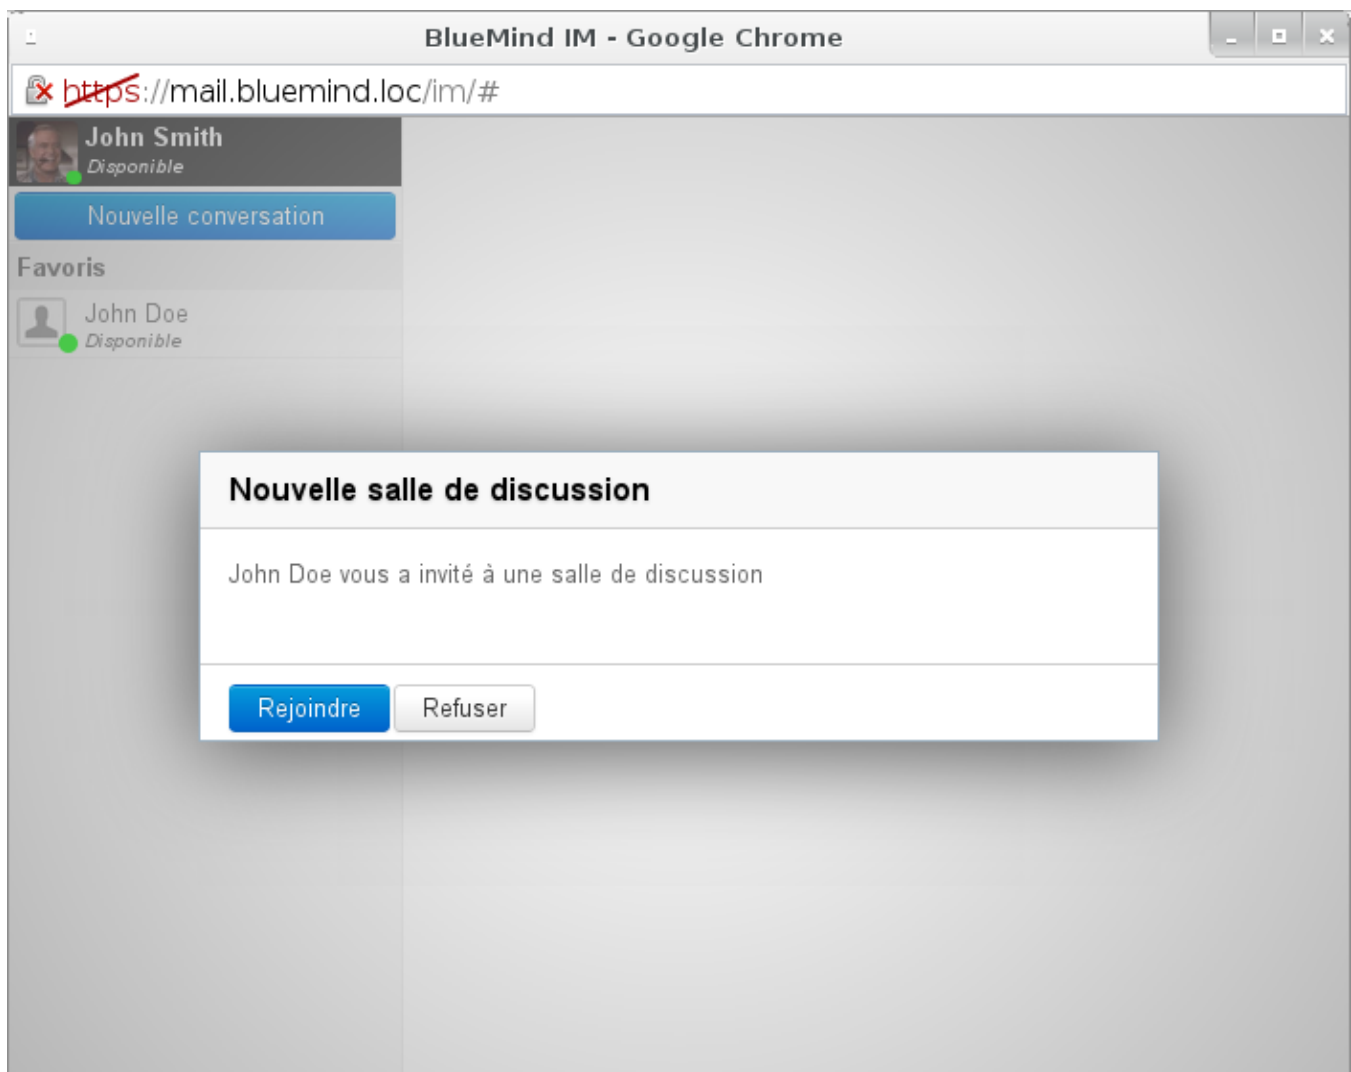 BlueMind IM - Google Chrome
https://mail.bluemind.loc/im/#
John Smith
Disponible
Nouvelle conversation
Favoris
John Doe
Disponible
Nouvelle salle de discussion
John Doe vous a invité à une salle de discussion
Rejoindre Refuser